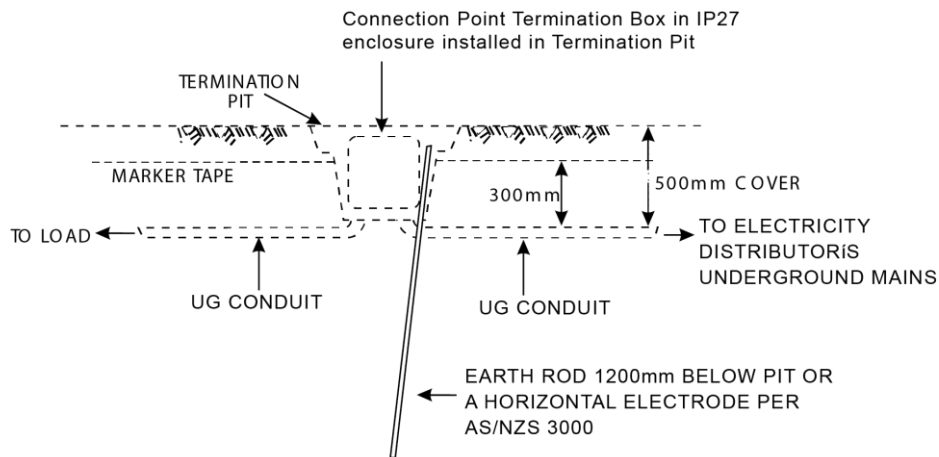 Connection Point Termination Box in IP27
enclosure installed in Termination Pit
TERMINATION
PIT
MARKER TAPE
300mm
500mm COVER
TO LOAD
TO ELECTRICITY
DISTRIBUTORíS
UNDERGROUND MAINS
UG CONDUIT
UG CONDUIT
EARTH ROD 1200mm BELOW PIT OR
A HORIZONTAL ELECTRODE PER
AS/NZS 3000